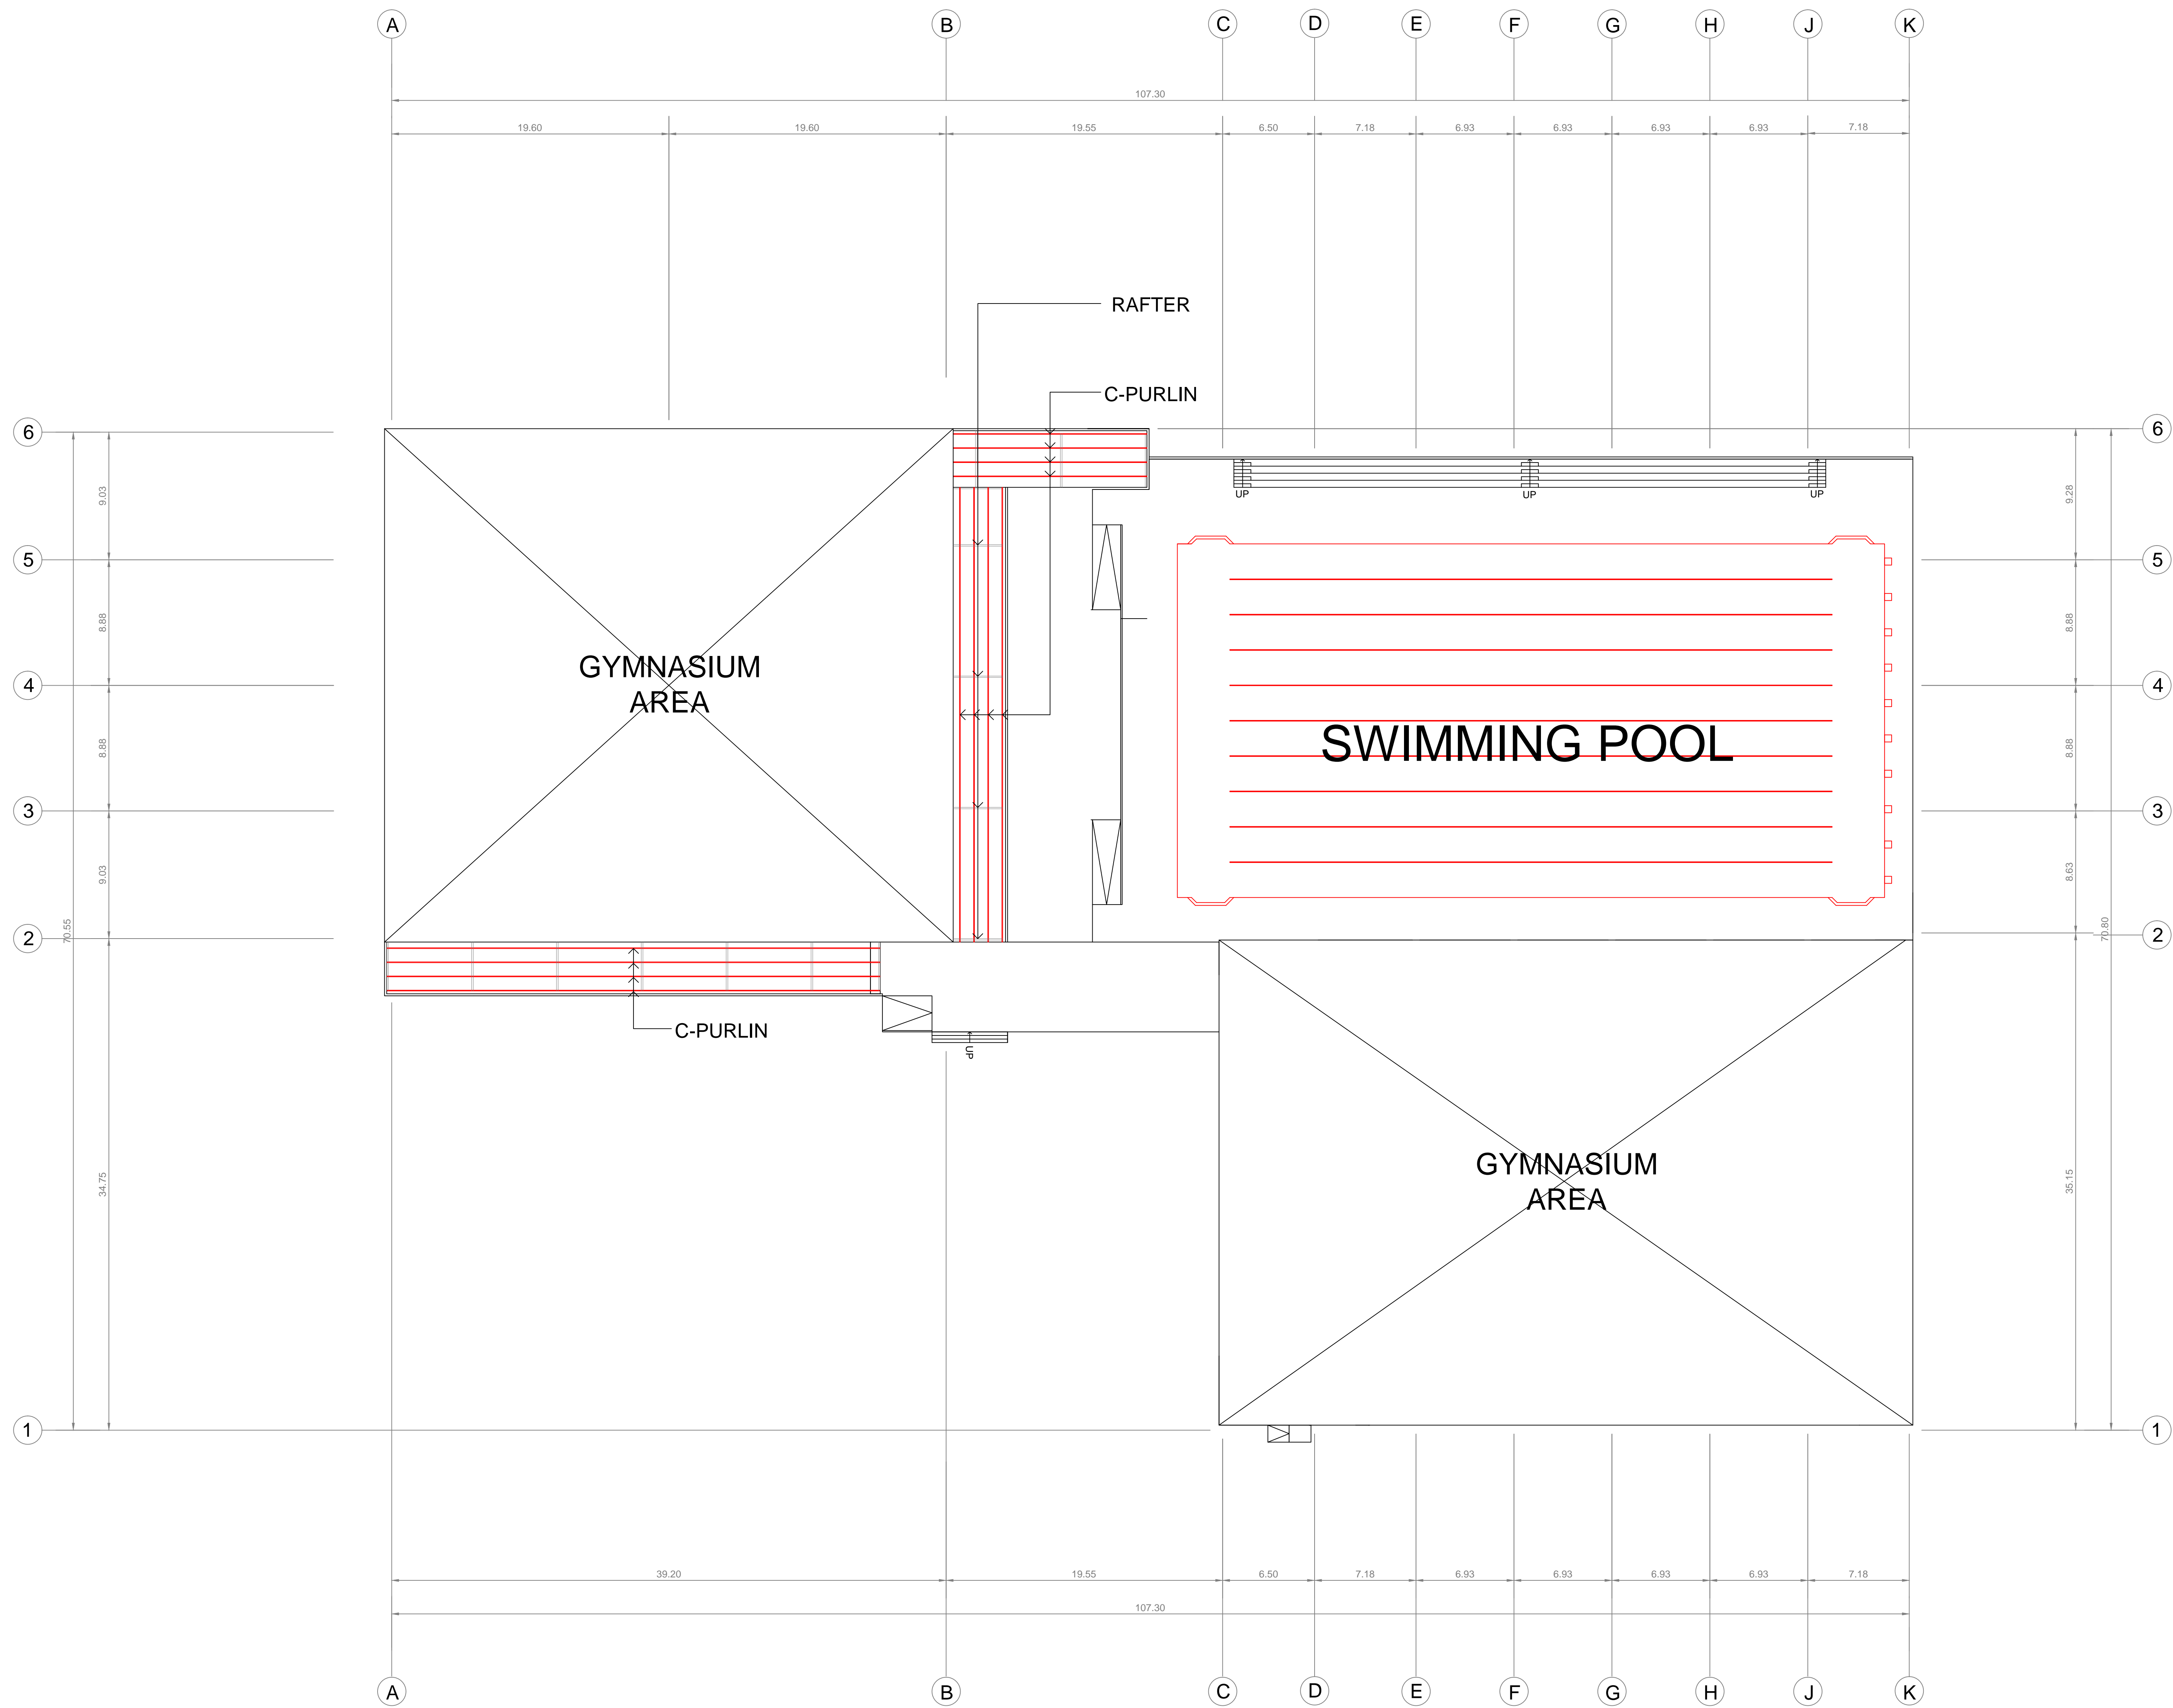 A B C D E F G H J K
107.30
19.60 19.60 19.55 6.50 7.18 6.93 6.93 6.93 6.93 7.18
RAFTER
C-PURLIN
6 6
9.03 9.28
UP UP UP
5 5
8.88 8.88
GYMNASIUM
AREA
4 4
SWIMMING POOL
8.88 8.88
3 3
9.03 8.63
70.55 70.80
2 2
C-PURLIN
UP
GYMNASIUM
AREA
34.75 35.15
1 1
39.20 19.55 6.50 7.18 6.93 6.93 6.93 6.93 7.18
107.30
A B C D E F G H J K